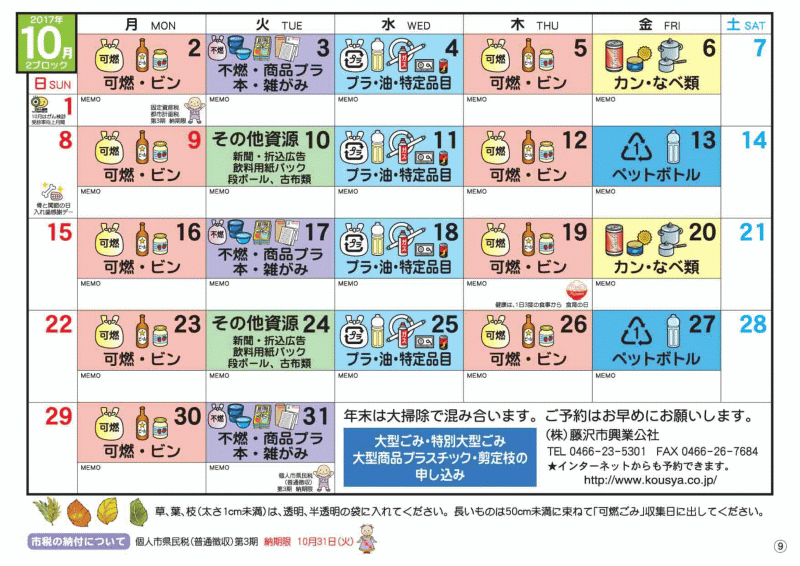 2017年
10月
2ブロック
月 MON
火 TUE
水 WED
木 THU
金 FRI
土 SAT
日 SUN
1
10月はがん検診
受診率向上月間
2
可燃
可燃・ビン
MEMO
固定資産税
都市計画税
第3期 納期限
3
不燃
不燃・商品プラ
本・雑がみ
MEMO
4
プラ
プラ・油・特定品目
MEMO
5
可燃
可燃・ビン
MEMO
6
カン・なべ類
MEMO
7
8
骨と関節の日
入れ歯感謝デー
9
可燃
可燃・ビン
MEMO
その他資源 10
新聞・折込広告
飲料用紙パック
段ボール、古布類
MEMO
11
プラ
プラ・油・特定品目
MEMO
12
可燃
可燃・ビン
MEMO
13
1
ペットボトル
MEMO
14
15
16
可燃
可燃・ビン
MEMO
17
不燃
不燃・商品プラ
本・雑がみ
MEMO
18
プラ
プラ・油・特定品目
MEMO
19
可燃
可燃・ビン
MEMO
健康は、1日3回の食事から 食育の日
20
カン・なべ類
MEMO
21
22
23
可燃
可燃・ビン
MEMO
その他資源 24
新聞・折込広告
飲料用紙パック
段ボール、古布類
MEMO
25
プラ
プラ・油・特定品目
MEMO
26
可燃
可燃・ビン
MEMO
27
1
ペットボトル
MEMO
28
29
30
可燃
可燃・ビン
MEMO
31
不燃
不燃・商品プラ
本・雑がみ
MEMO
個人市県民税
(普通徴収)
第3期 納期限
年末は大掃除で混み合います。ご予約はお早めにお願いします。
大型ごみ・特別大型ごみ
大型商品プラスチック・剪定枝の
申し込み
(株)藤沢市興業公社
TEL 0466-23-5301 FAX 0466-26-7684
★インターネットからも予約できます。
http://www.kousya.co.jp/
草、葉、枝(太さ1cm未満)は、透明、半透明の袋に入れてください。長いものは50cm未満に束ねて「可燃ごみ」収集日に出してください。
市税の納付について 個人市県民税(普通徴収)第3期 納期限 10月31日(火)
9